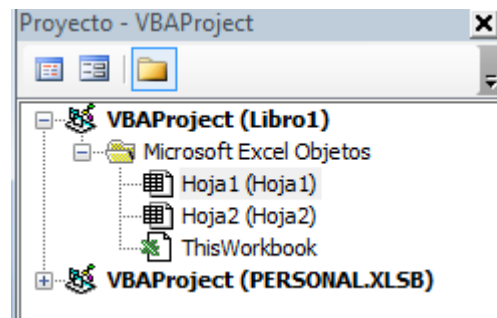 Proyecto - VBAProject
VBAProject (Libro1)
Microsoft Excel Objetos
Hoja1 (Hoja1)
Hoja2 (Hoja2)
ThisWorkbook
VBAProject (PERSONAL.XLSB)